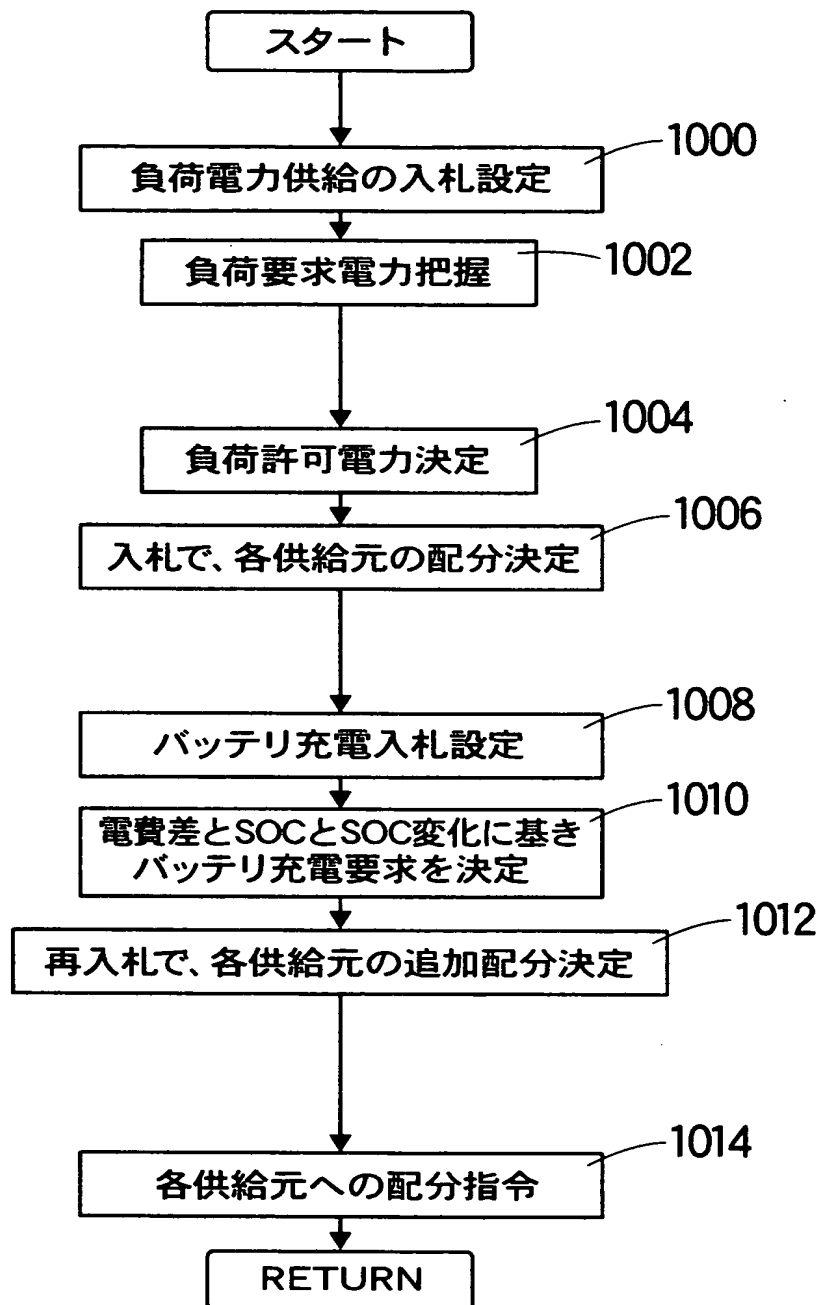 スタート
1000
負荷電力供給の入札設定
1002
負荷要求電力把握
1004
負荷許可電力決定
1006
入札で、各供給元の配分決定
1008
バッテリ充電入札設定
1010
電費差とSOCとSOC変化に基き
バッテリ充電要求を決定
1012
再入札で、各供給元の追加配分決定
1014
各供給元への配分指令
RETURN